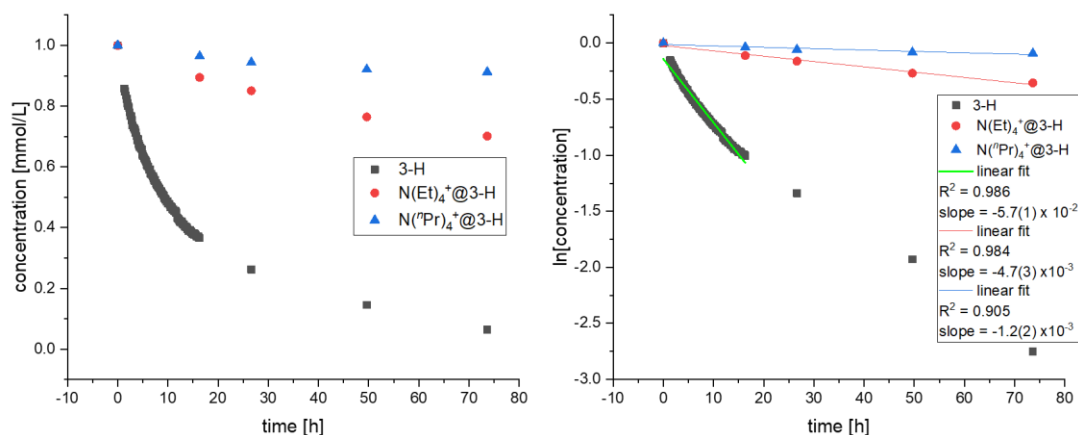 1.0
0.8
0.6
0.4
0.2
0.0
concentration [mmol/L]
-10 0 10 20 30 40 50 60 70 80
time [h]
3-H
N(Et)₄⁺@3-H
N(ⁿPr)₄⁺@3-H
0.0
-0.5
-1.0
-1.5
-2.0
-2.5
-3.0
ln[concentration]
-10 0 10 20 30 40 50 60 70 80
time [h]
3-H
N(Et)₄⁺@3-H
N(ⁿPr)₄⁺@3-H
linear fit
R² = 0.986
slope = -5.7(1) x 10⁻²
linear fit
R² = 0.984
slope = -4.7(3) x10⁻³
linear fit
R² = 0.905
slope = -1.2(2) x10⁻³